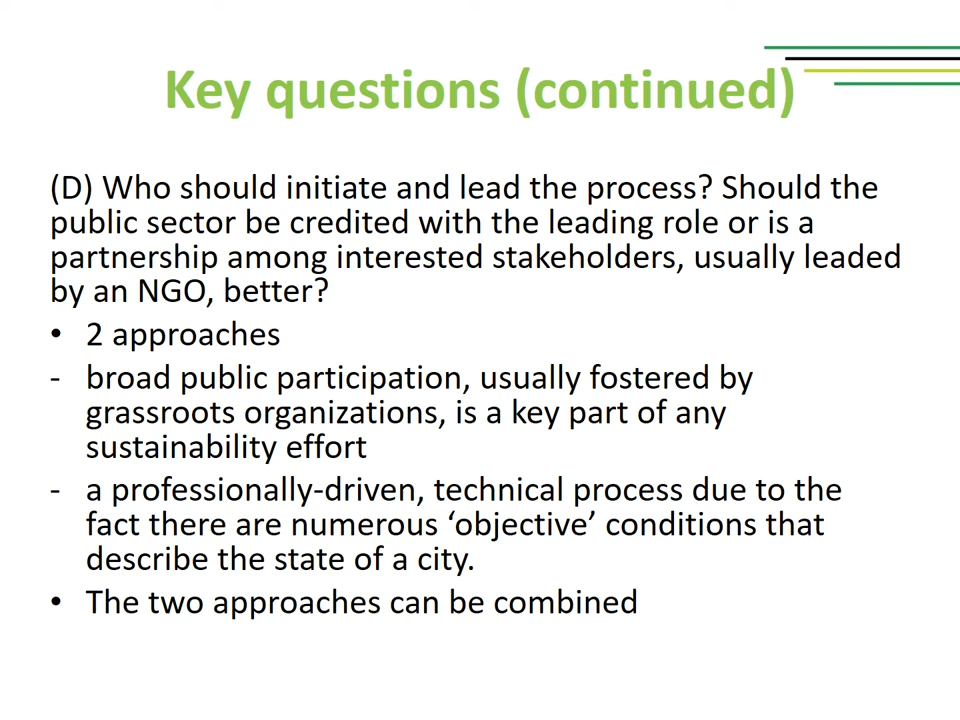 Key questions (continued)
(D) Who should initiate and lead the process? Should the
public sector be credited with the leading role or is a
partnership among interested stakeholders, usually leaded
by an NGO, better?
• 2 approaches
- broad public participation, usually fostered by
grassroots organizations, is a key part of any
sustainability effort
- a professionally-driven, technical process due to the
fact there are numerous ‘objective’ conditions that
describe the state of a city.
• The two approaches can be combined